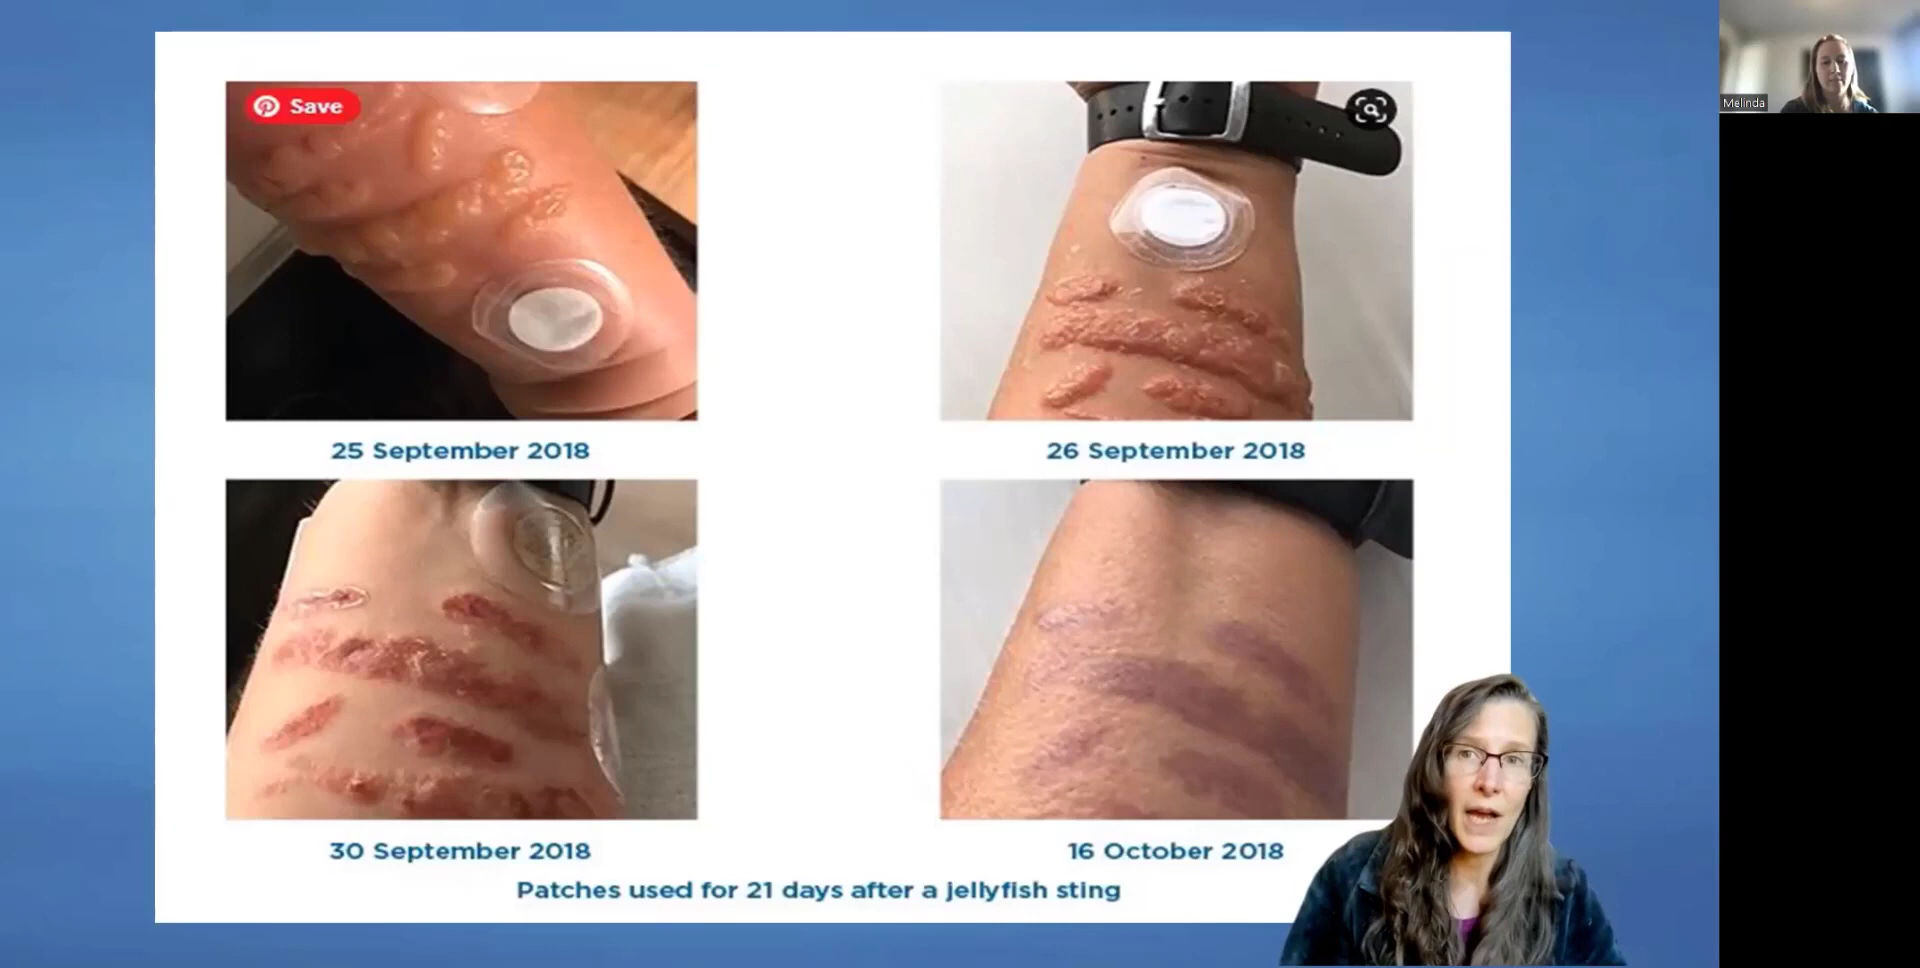 Save
25 September 2018
26 September 2018
30 September 2018
16 October 2018
Patches used for 21 days after a jellyfish sting
Melinda